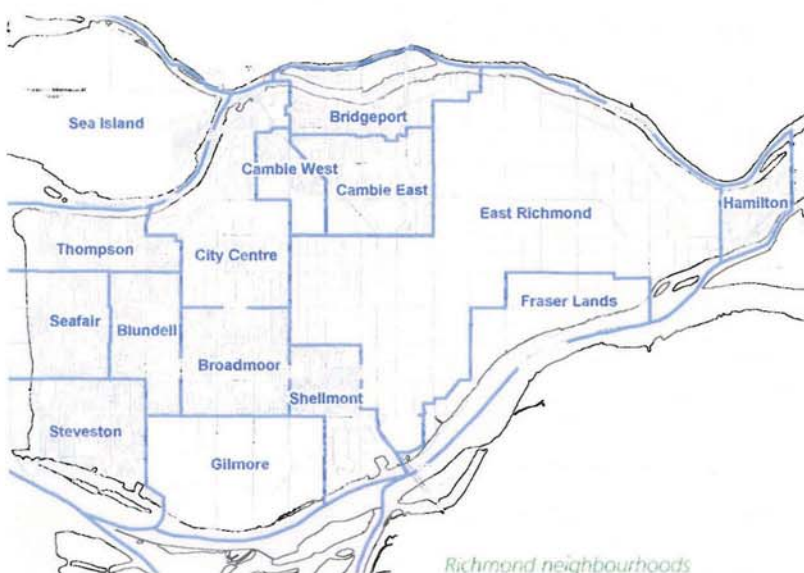 Sea Island
Bridgeport
Cambie West
Cambie East
Hamilton
East Richmond
Thompson
City Centre
Fraser Lands
Seafair
Blundell
Broadmoor
Shellmont
Steveston
Gilmore
Richmond neighbourhoods